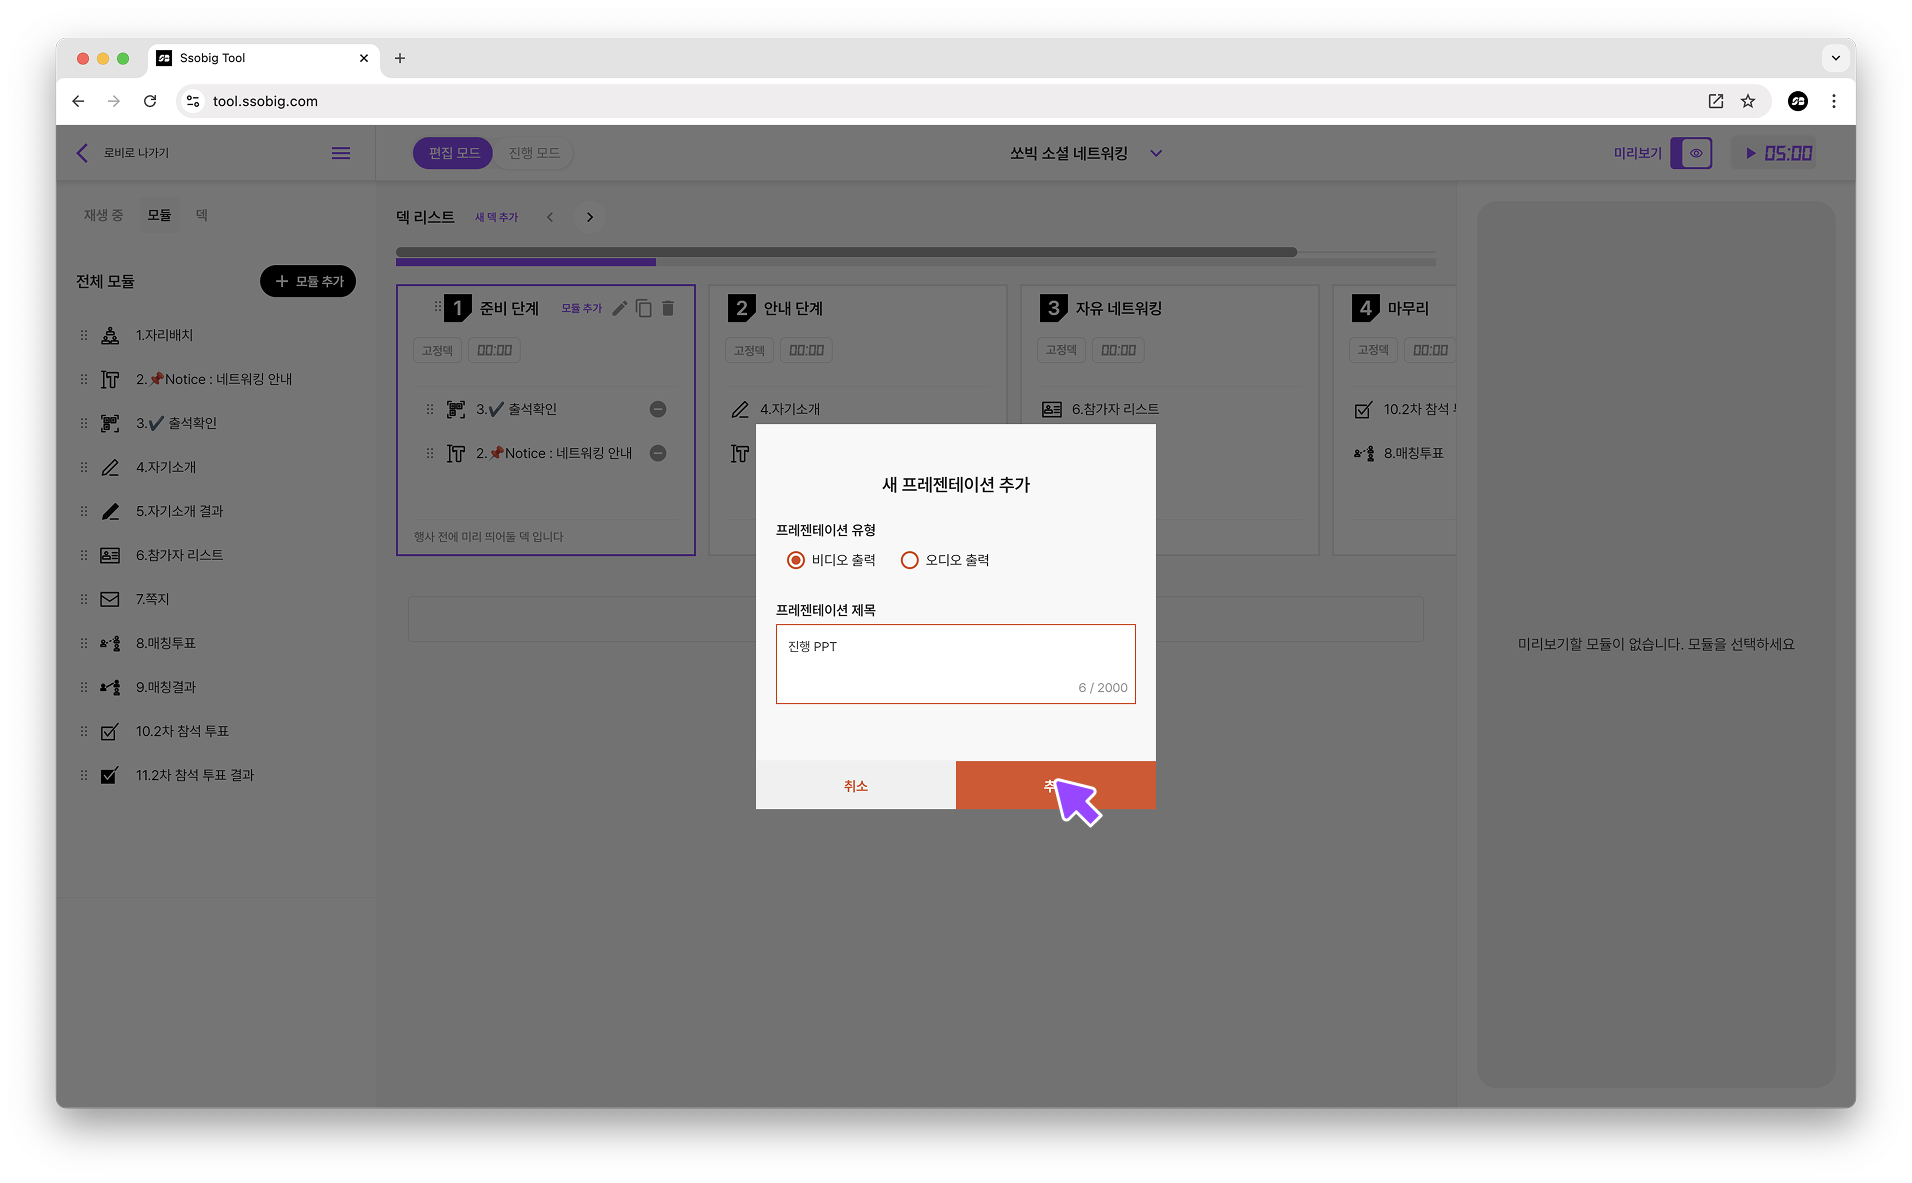 Ssobig Tool
tool.ssobig.com
로비로 나가기
편집 모드
진행 모드
쏘빅 소셜 네트워킹
미리보기
05:00
재생 중
모듈
덱
덱 리스트
새 덱 추가
전체 모듈
모듈 추가
1.자리배치
2.📌Notice : 네트워킹 안내
3.✔️ 출석확인
4.자기소개
5.자기소개 결과
6.참가자 리스트
7.쪽지
8.매칭투표
9.매칭결과
10.2차 참석 투표
11.2차 참석 투표 결과
1 준비 단계
모듈 추가
고정덱
00:00
3.✔️ 출석확인
2.📌Notice : 네트워킹 안내
행사 전에 미리 띄어둘 덱 입니다
2 안내 단계
고정덱
00:00
4.자기소개
3 자유 네트워킹
고정덱
00:00
6.참가자 리스트
4 마무리
고정덱
00:00
10.2차 참석
8.매칭투표
새 프레젠테이션 추가
프레젠테이션 유형
비디오 출력
오디오 출력
프레젠테이션 제목
진행 PPT
6 / 2000
취소
미리보기할 모듈이 없습니다. 모듈을 선택하세요